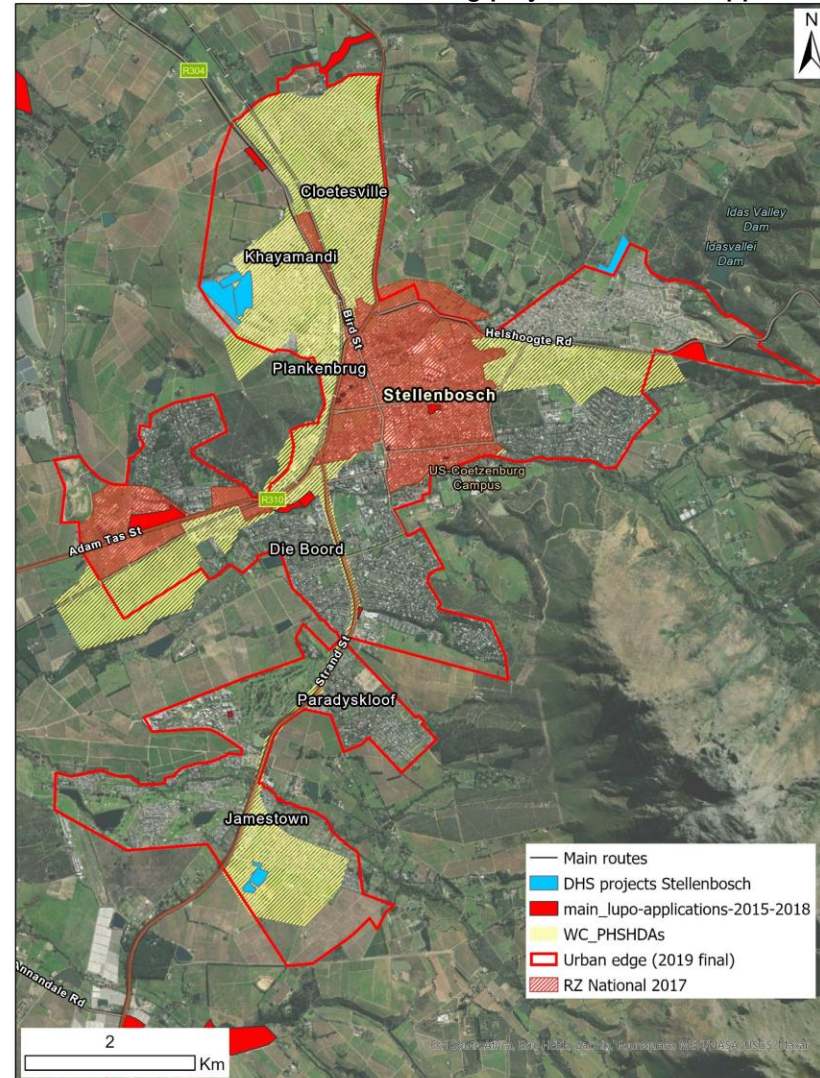 N
R304
Cloetesville
Idas Valley
Dam
Idasvallei
Dam
Khayamandi
Bird St
Helshoogte Rd
Plankenbrug
Stellenbosch
US-Coetzenburg
Campus
R310
Adam Tas St
Die Boord
Strand St
Paradyskloof
Jamestown
Main routes
DHS projects Stellenbosch
main_lupo-applications-2015-2018
WC_PHSHDAs
Urban edge (2019 final)
RZ National 2017
Annandale Rd
2
Km